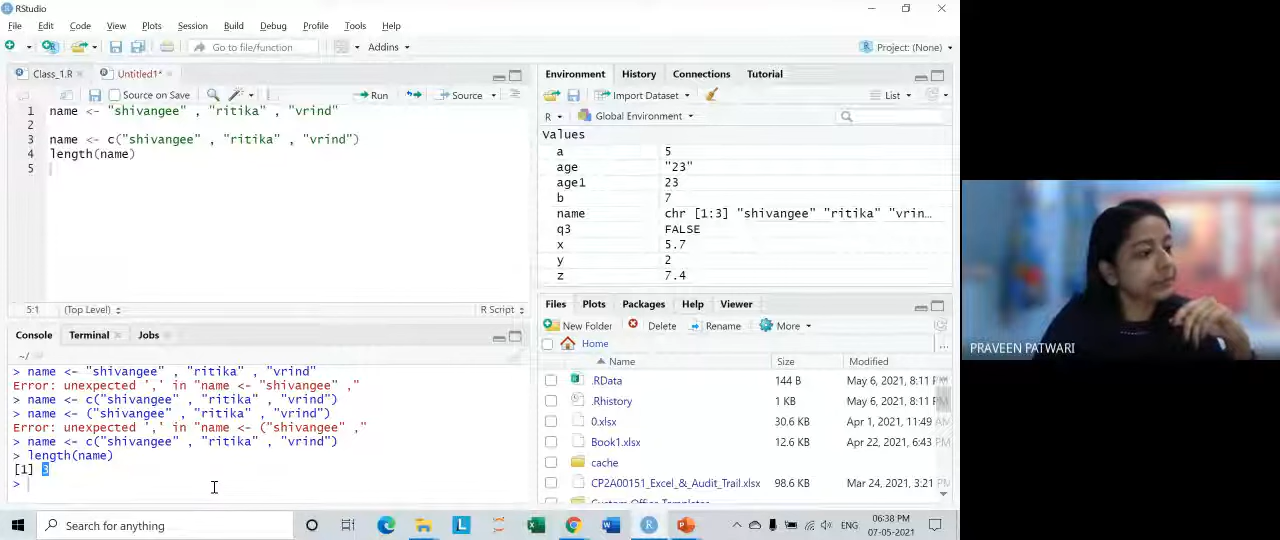 RStudio
File Edit Code View Plots Session Build Debug Profile Tools Help
Go to file/function Addins Project: (None)
Class_1.R Untitled1*
Source on Save Run Source
1 name <- "shivangee" , "ritika" , "vrind"
2
3 name <- c("shivangee" , "ritika" , "vrind")
4 length(name)
5
5:1 (Top Level) R Script
Console Terminal Jobs
~/
> name <- "shivangee" , "ritika" , "vrind"
Error: unexpected ',' in "name <- "shivangee" ,"
> name <- c("shivangee" , "ritika" , "vrind")
> name <- ("shivangee" , "ritika" , "vrind")
Error: unexpected ',' in "name <- ("shivangee" ,"
> name <- c("shivangee" , "ritika" , "vrind")
> length(name)
[1] 3
>
Environment History Connections Tutorial
Import Dataset List
R Global Environment
Values
a 5
age "23"
age1 23
b 7
name chr [1:3] "shivangee" "ritika" "vrin…
q3 FALSE
x 5.7
y 2
z 7.4
Files Plots Packages Help Viewer
New Folder Delete Rename More
Home
Name Size Modified
.RData 144 B May 6, 2021, 8:11
.Rhistory 1 KB May 6, 2021, 8:11
0.xlsx 30.6 KB Apr 1, 2021, 11:49
Book1.xlsx 12.6 KB Apr 22, 2021, 6:43
cache
CP2A00151_Excel_&_Audit_Trail.xlsx 98.6 KB Mar 24, 2021, 3:21
Custom Office Templates
PRAVEEN PATWARI
Search for anything
ENG
06:38 PM
07-05-2021